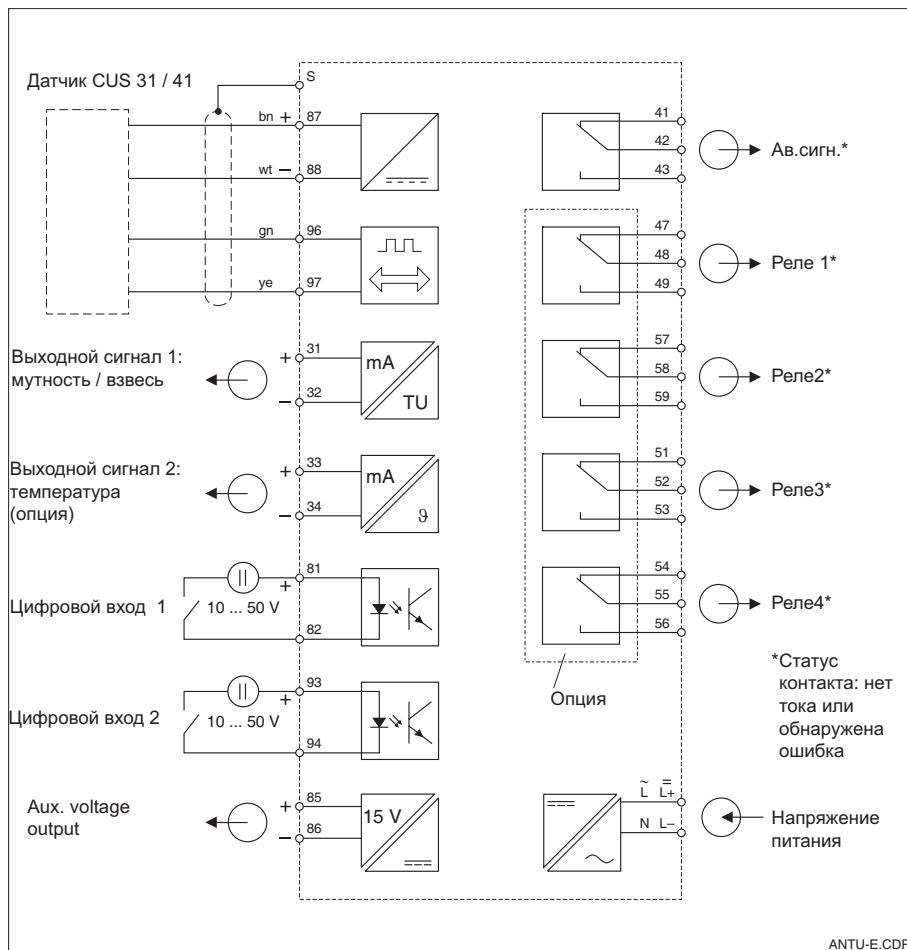 Датчик CUS 31 / 41
S
bn + 87
wt – 88
gn 96
ye 97
Выходной сигнал 1:
мутность / взвесь
+ 31
– 32
mA
TU
Выходной сигнал 2:
температура
(опция)
+ 33
– 34
mA
ϑ
Цифровой вход 1
81
+
10 ... 50 V
82
Цифровой вход 2
93
+
10 ... 50 V
94
Aux. voltage
output
+ 85
– 86
15 V
41
42
43
Ав.сигн.*
47
48
49
Реле 1*
57
58
59
Реле2*
51
52
53
Реле3*
54
55
56
Реле4*
Опция
*Статус
контакта: нет
тока или
обнаружена
ошибка
L L+
N L–
Напряжение
питания
ANTU-E.CDR